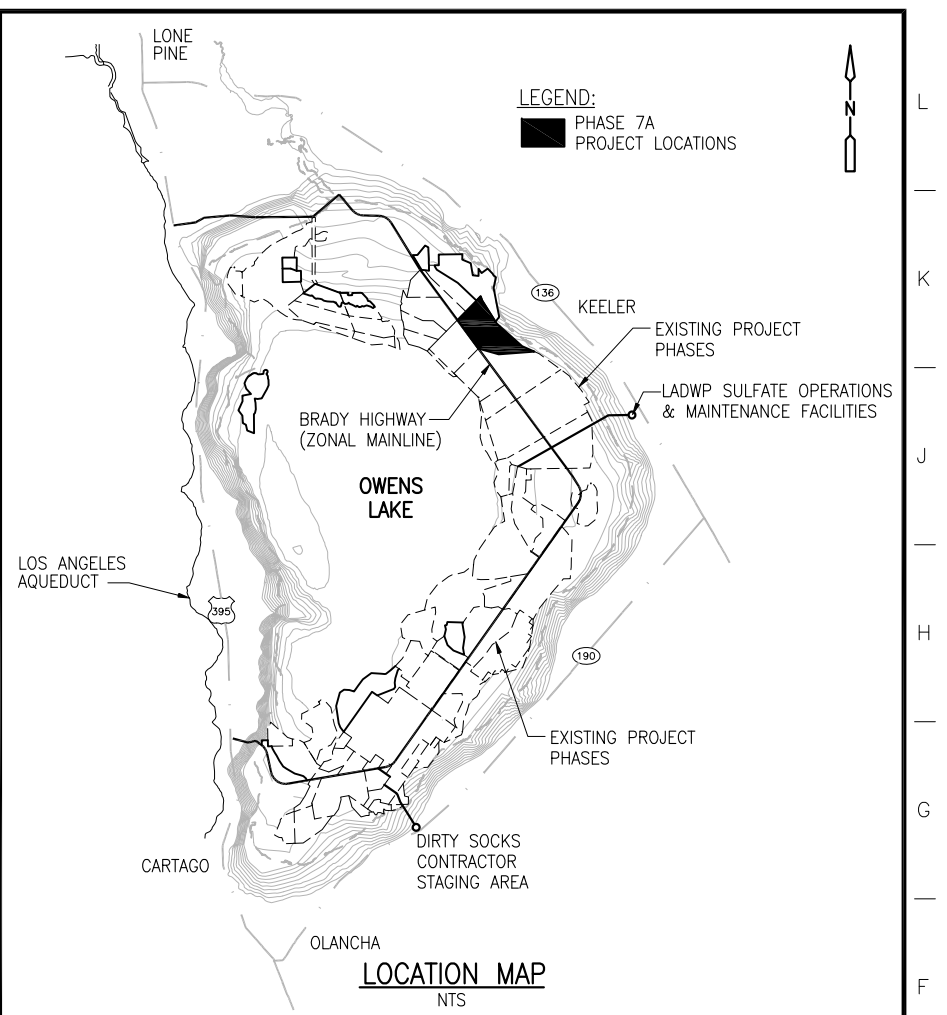 LONE
PINE
LEGEND:
PHASE 7A
PROJECT LOCATIONS
N
L
K
136
KEELER
EXISTING PROJECT
PHASES
LADWP SULFATE OPERATIONS
& MAINTENANCE FACILITIES
BRADY HIGHWAY
(ZONAL MAINLINE)
J
OWENS
LAKE
LOS ANGELES
AQUEDUCT
395
H
190
EXISTING PROJECT
PHASES
G
DIRTY SOCKS
CONTRACTOR
STAGING AREA
CARTAGO
OLANCHA
LOCATION MAP
NTS
F